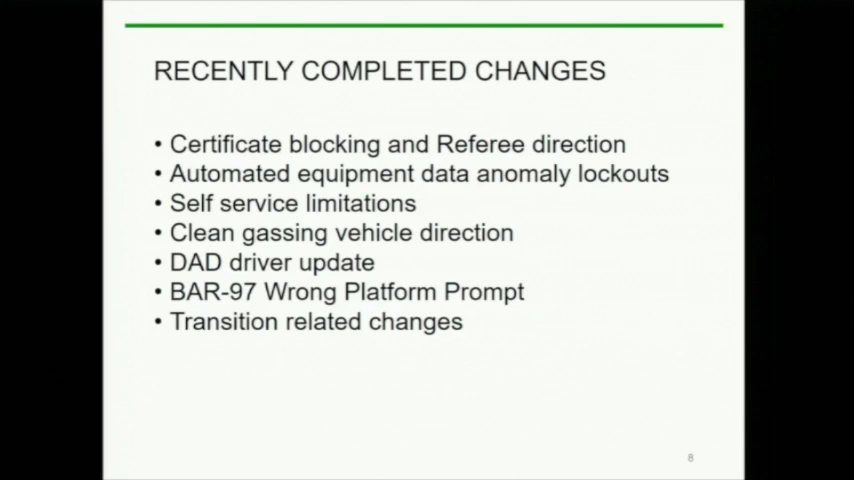 RECENTLY COMPLETED CHANGES
• Certificate blocking and Referee direction
• Automated equipment data anomaly lockouts
• Self service limitations
• Clean gassing vehicle direction
• DAD driver update
• BAR-97 Wrong Platform Prompt
• Transition related changes
8